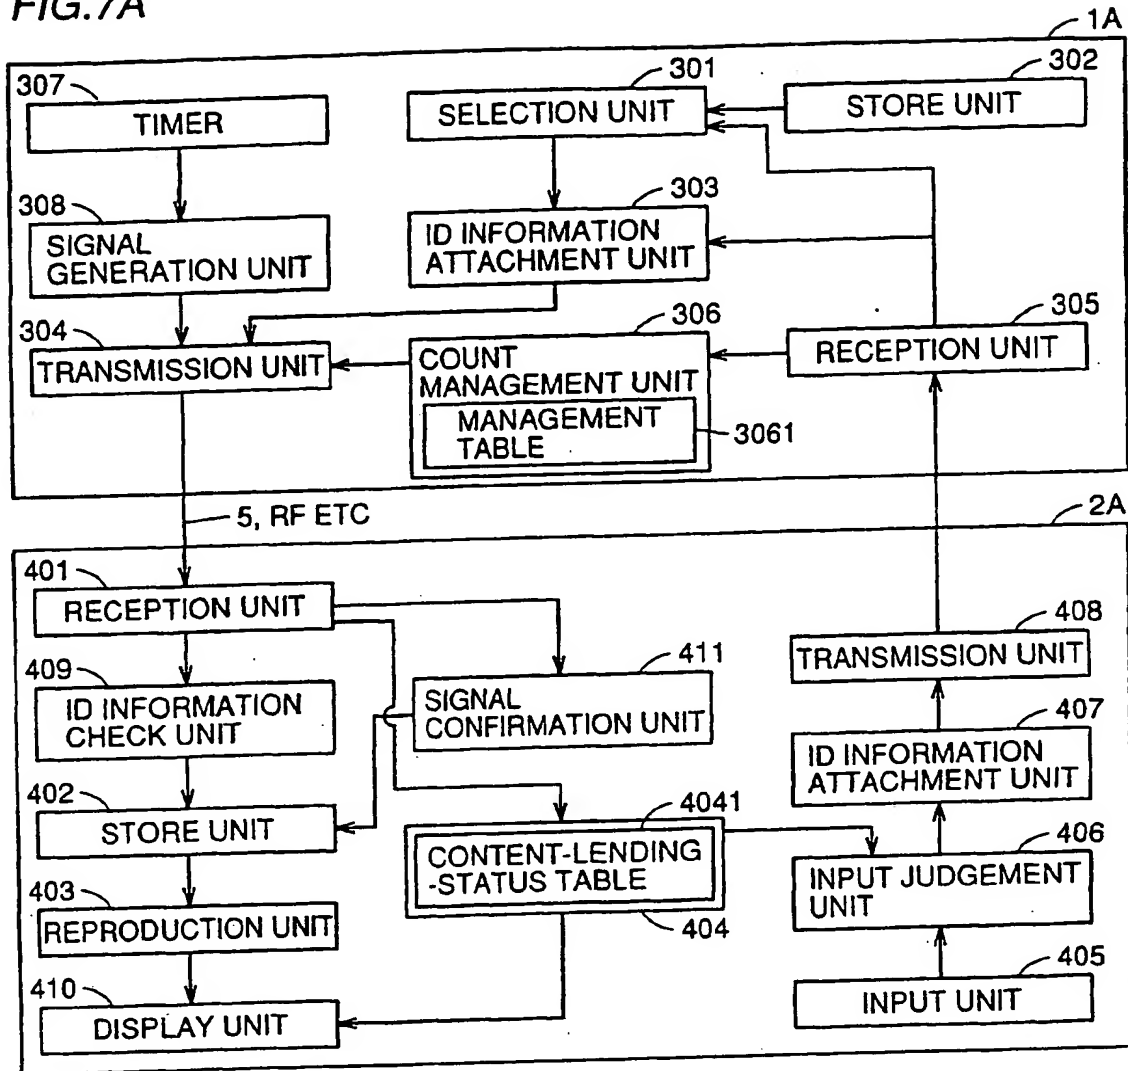 FIG.7A
1A
307
TIMER
301
SELECTION UNIT
302
STORE UNIT
308
SIGNAL
GENERATION UNIT
303
ID INFORMATION
ATTACHMENT UNIT
304
TRANSMISSION UNIT
306
COUNT
MANAGEMENT UNIT
MANAGEMENT
TABLE
3061
305
RECEPTION UNIT
5, RF ETC
2A
401
RECEPTION UNIT
409
ID INFORMATION
CHECK UNIT
411
SIGNAL
CONFIRMATION UNIT
408
TRANSMISSION UNIT
407
ID INFORMATION
ATTACHMENT UNIT
402
STORE UNIT
4041
CONTENT-LENDING-
-STATUS TABLE
404
406
INPUT JUDGEMENT
UNIT
403
REPRODUCTION UNIT
405
INPUT UNIT
410
DISPLAY UNIT